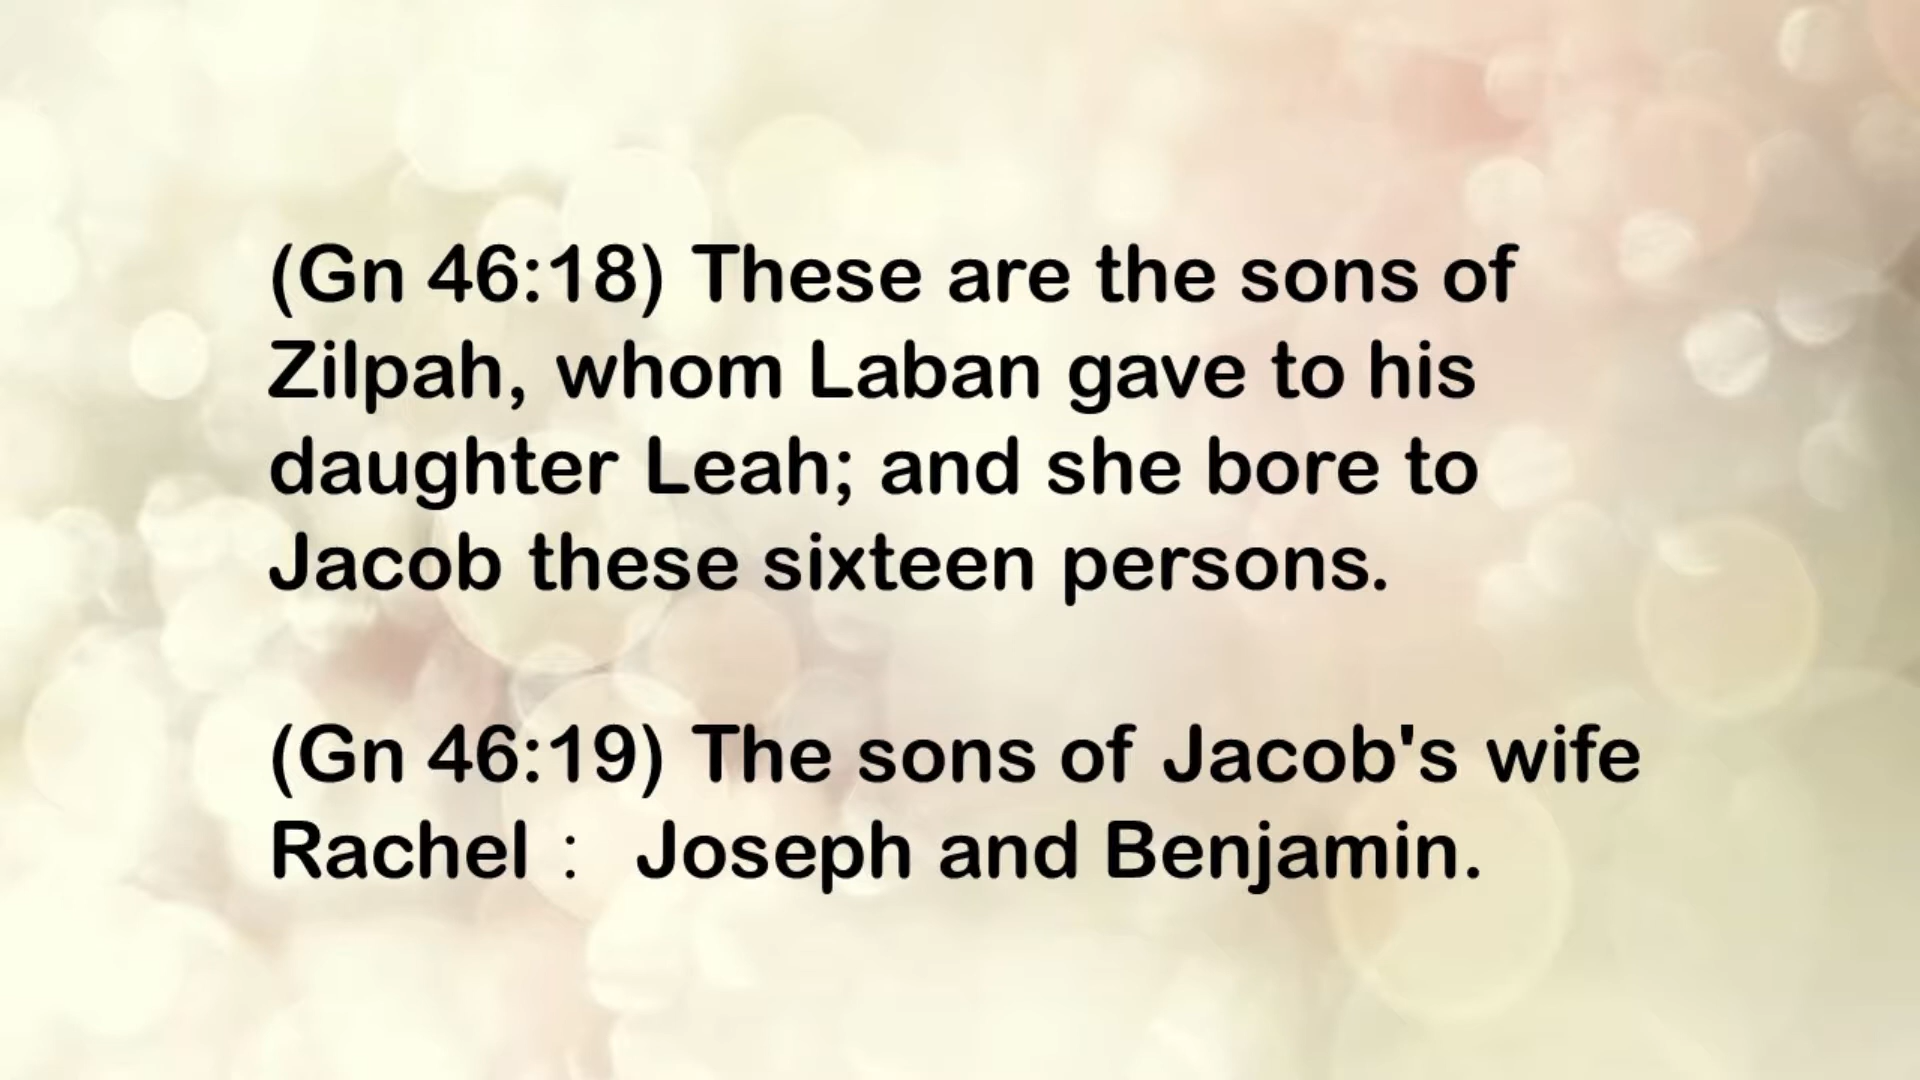 (Gn 46:18) These are the sons of
Zilpah, whom Laban gave to his
daughter Leah; and she bore to
Jacob these sixteen persons.
(Gn 46:19) The sons of Jacob's wife
Rachel： Joseph and Benjamin.